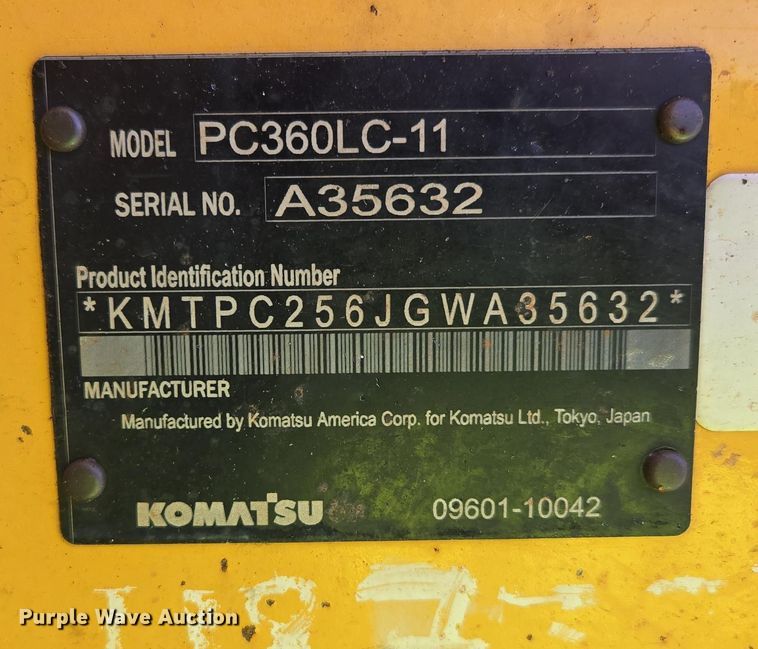 MODEL PC360LC-11
SERIAL NO. A35632
Product Identification Number
*KMTPC256JGWA35632*
MANUFACTURER
Manufactured by Komatsu America Corp. for Komatsu Ltd., Tokyo, Japan
KOMATSU 09601-10042
Purple Wave Auction